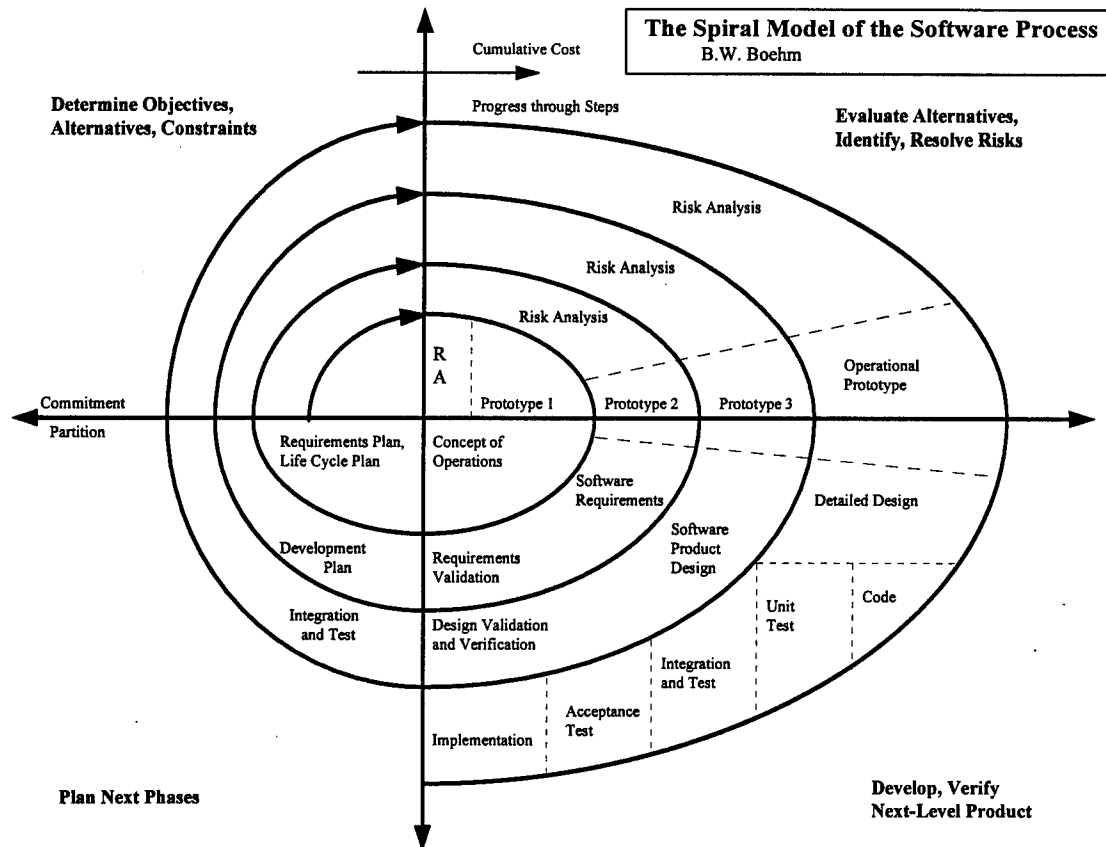 The Spiral Model of the Software Process
B.W. Boehm
Cumulative Cost
Progress through Steps
Determine Objectives,
Alternatives, Constraints
Evaluate Alternatives,
Identify, Resolve Risks
Risk Analysis
Risk Analysis
Risk Analysis
R
A
Prototype 1
Prototype 2
Prototype 3
Operational
Prototype
Commitment
Partition
Requirements Plan,
Life Cycle Plan
Concept of
Operations
Software
Requirements
Detailed Design
Development
Plan
Requirements
Validation
Software
Product
Design
Integration
and Test
Design Validation
and Verification
Unit
Test
Code
Integration
and Test
Acceptance
Test
Implementation
Plan Next Phases
Develop, Verify
Next-Level Product